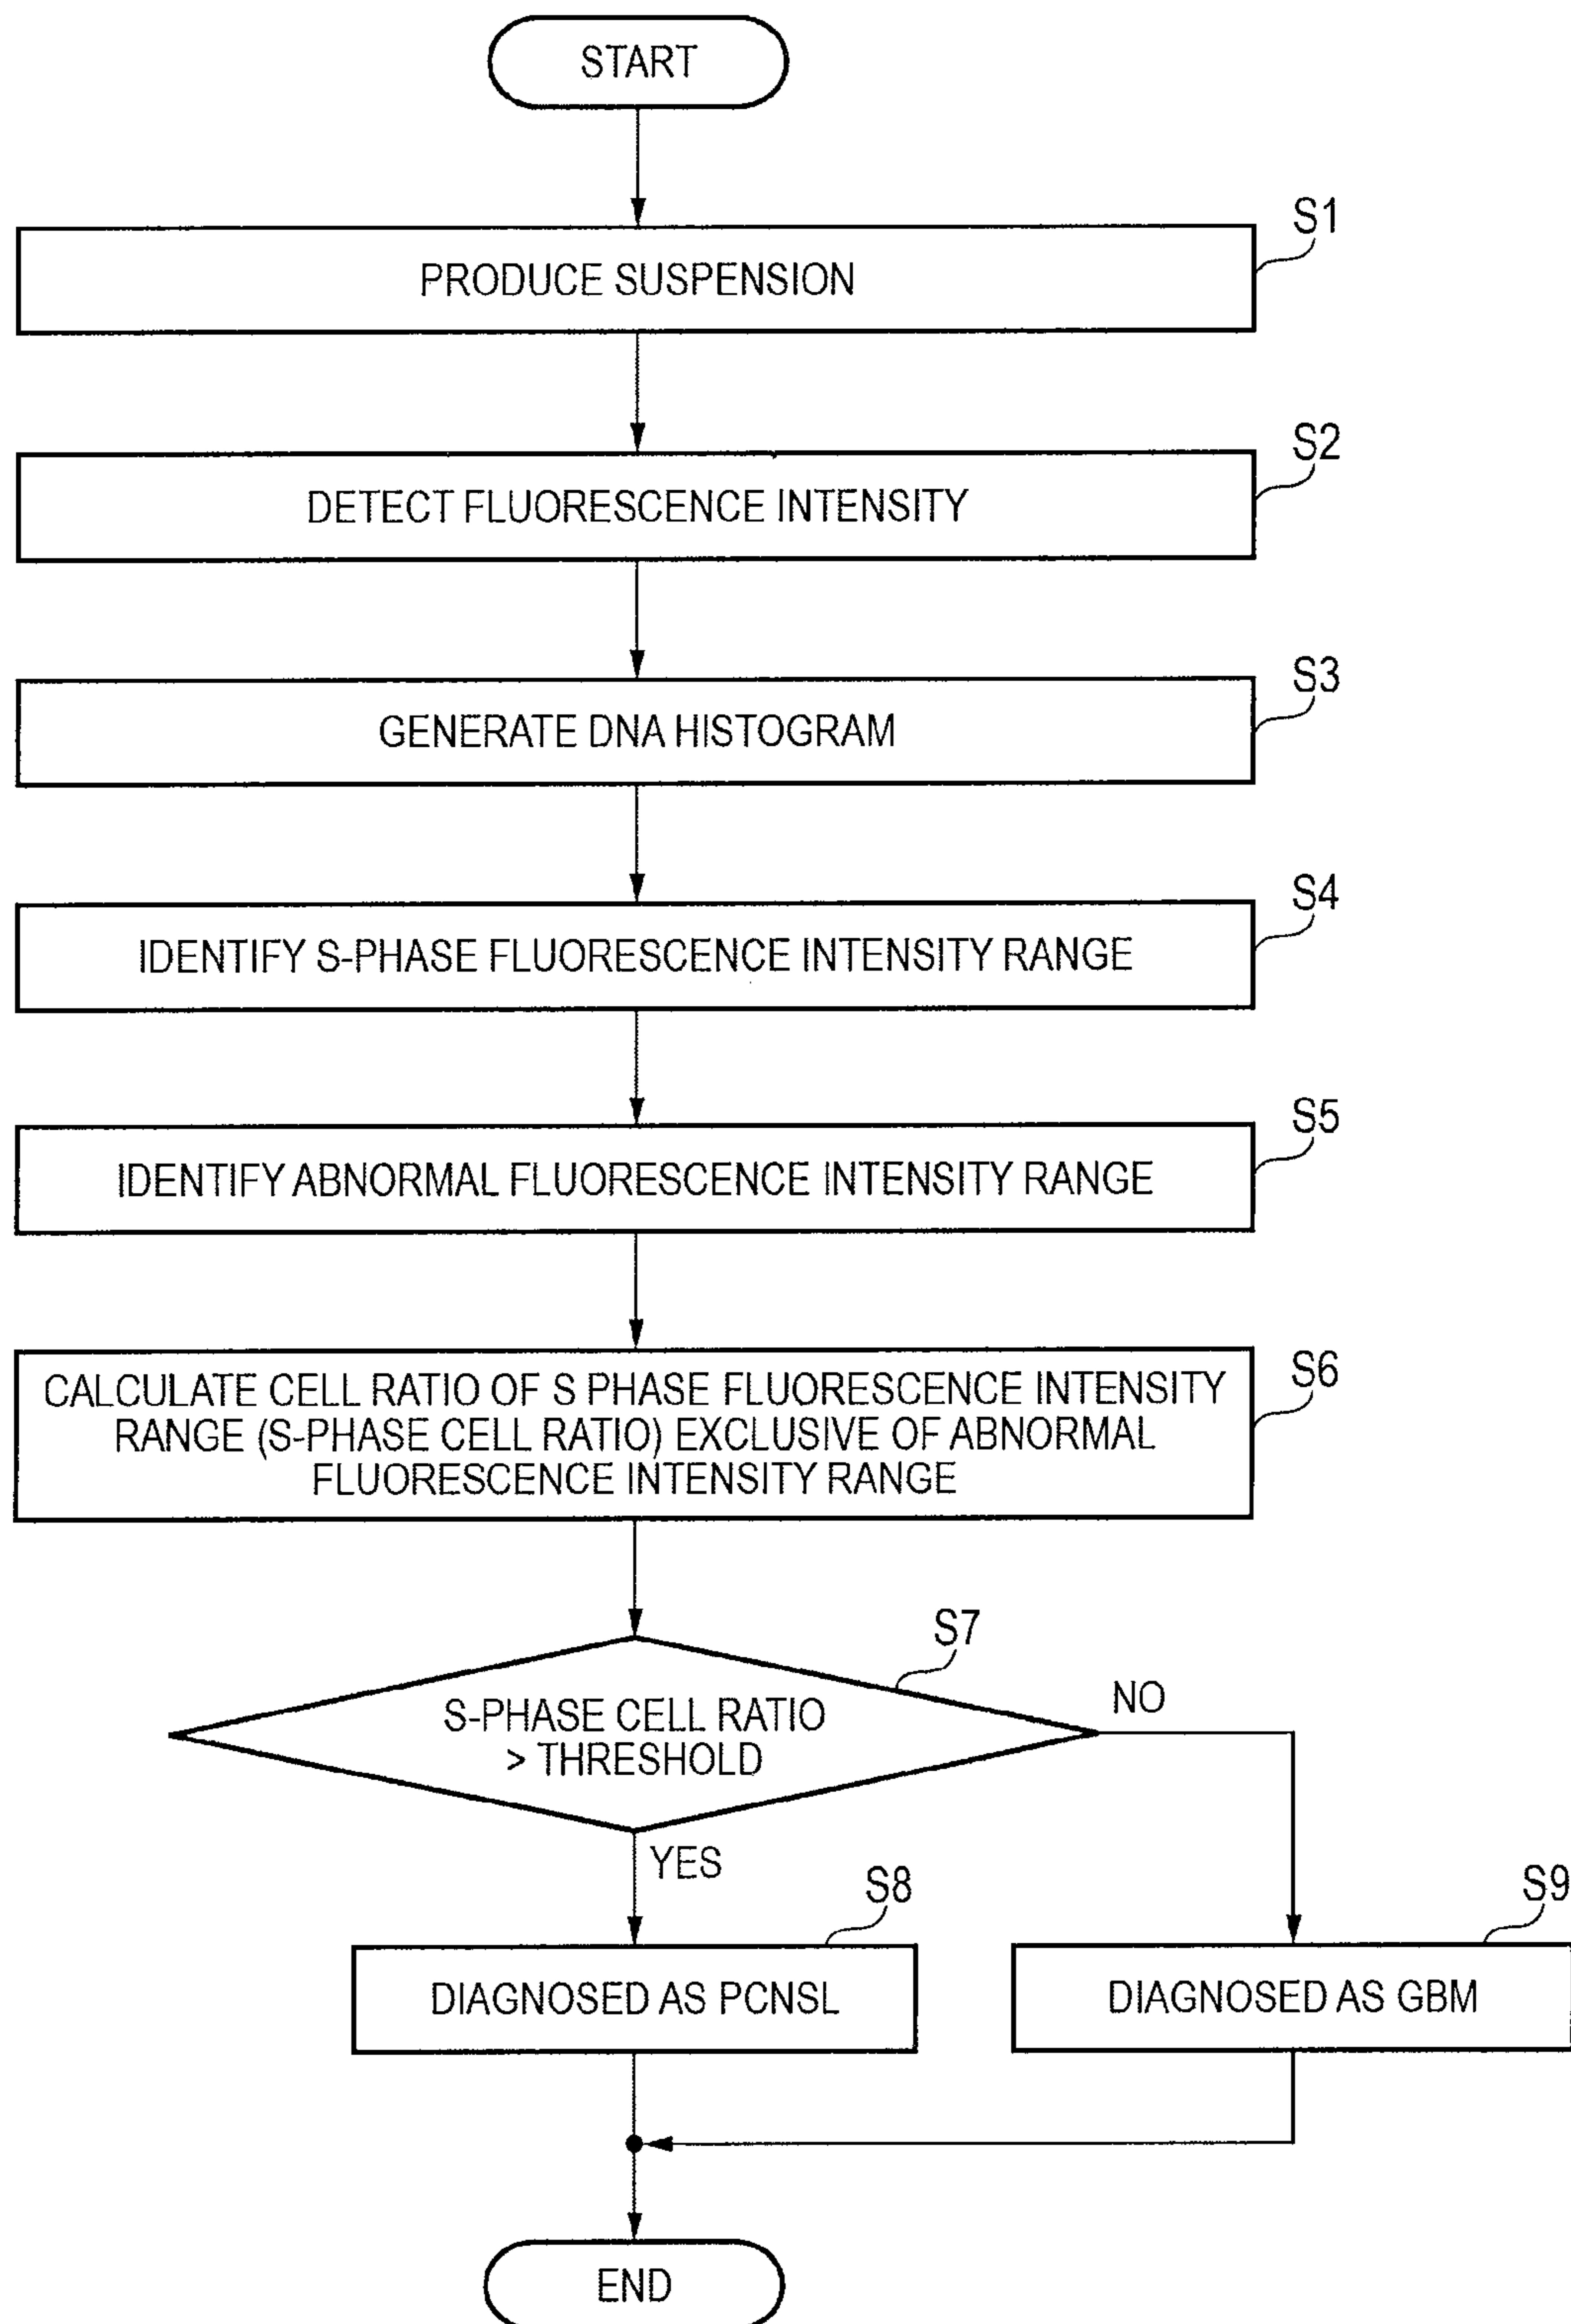 START
S1
PRODUCE SUSPENSION
S2
DETECT FLUORESCENCE INTENSITY
S3
GENERATE DNA HISTOGRAM
S4
IDENTIFY S-PHASE FLUORESCENCE INTENSITY RANGE
S5
IDENTIFY ABNORMAL FLUORESCENCE INTENSITY RANGE
S6
CALCULATE CELL RATIO OF S PHASE FLUORESCENCE INTENSITY
RANGE (S-PHASE CELL RATIO) EXCLUSIVE OF ABNORMAL
FLUORESCENCE INTENSITY RANGE
S7
S-PHASE CELL RATIO
> THRESHOLD
NO
YES
S8
DIAGNOSED AS PCNSL
S9
DIAGNOSED AS GBM
END